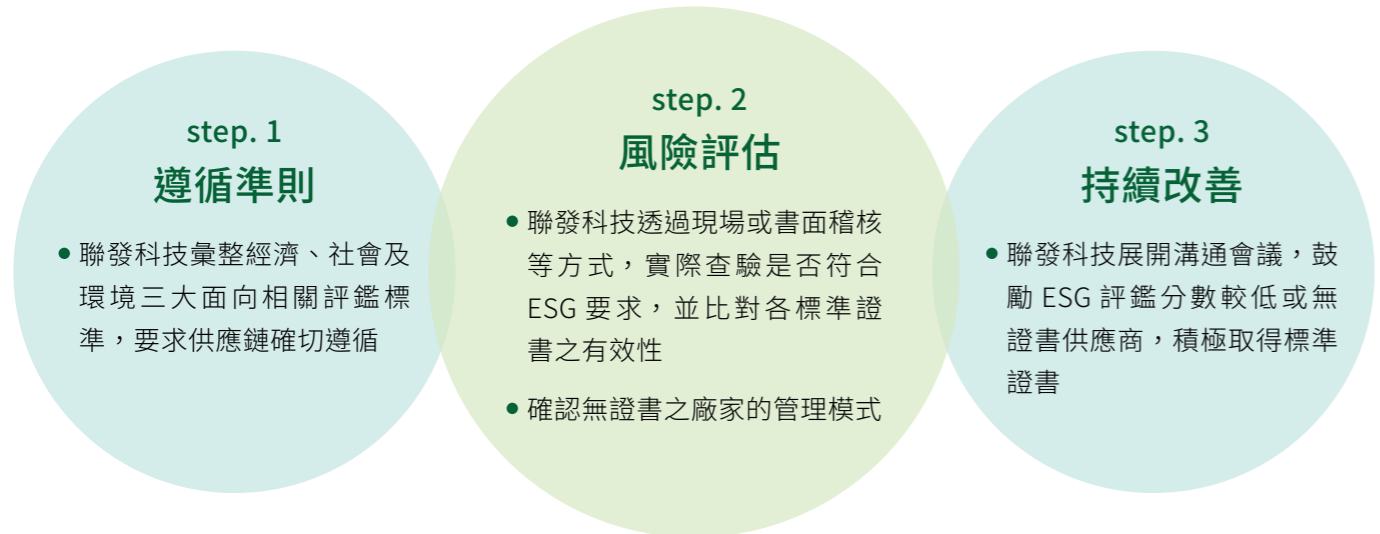 step. 1
遵循準則
• 聯發科技彙整經濟、社會及
環境三大面向相關評鑑標
準，要求供應鏈確切遵循
step. 2
風險評估
• 聯發科技透過現場或書面稽核
等方式，實際查驗是否符合
ESG 要求，並比對各標準證
書之有效性
• 確認無證書之廠家的管理模式
step. 3
持續改善
• 聯發科技展開溝通會議，鼓
勵 ESG 評鑑分數較低或無
證書供應商，積極取得標準
證書